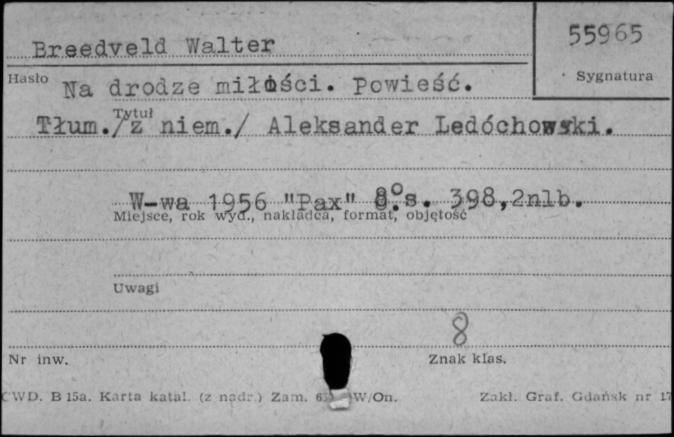 Breedveld Walter
55965
Hasło
Sygnatura
Na drodze miłości. Powieść.
Tytuł
Tłum./z niem./ Aleksander Ledóchowski.
W-wa 1956 "Pax" 8.° s. 398,2nlb.
Miejsce, rok wyd., nakładca, format, objętość
Uwagi
8
Nr inw.
Znak klas.
CWD. B 15a. Karta katal. (z nadr.) Zam. W/On.
Zakł. Graf. Gdańsk nr 17